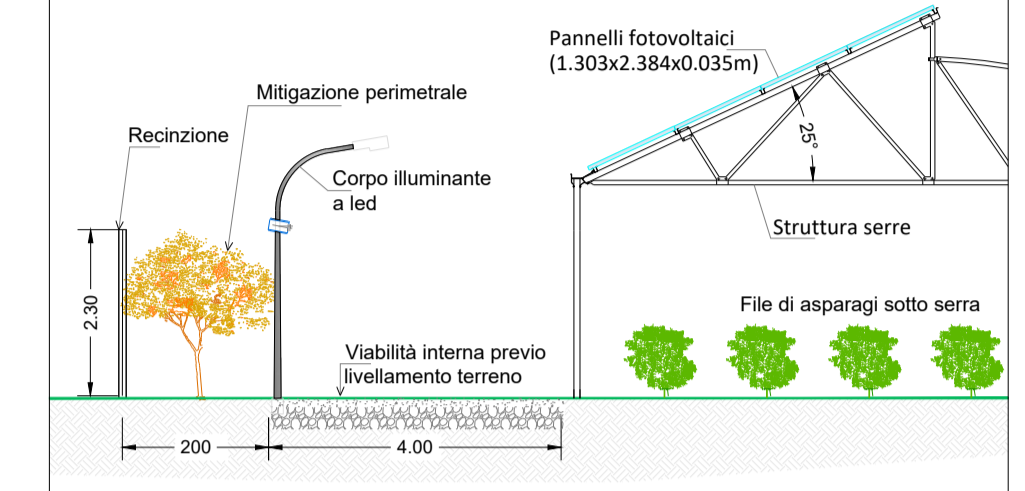 Pannelli fotovoltaici
(1.303x2.384x0.035m)
Mitigazione perimetrale
Recinzione
Corpo illuminante
a led
25°
Struttura serre
2.30
File di asparagi sotto serra
Viabilità interna previo
livellamento terreno
200
4.00